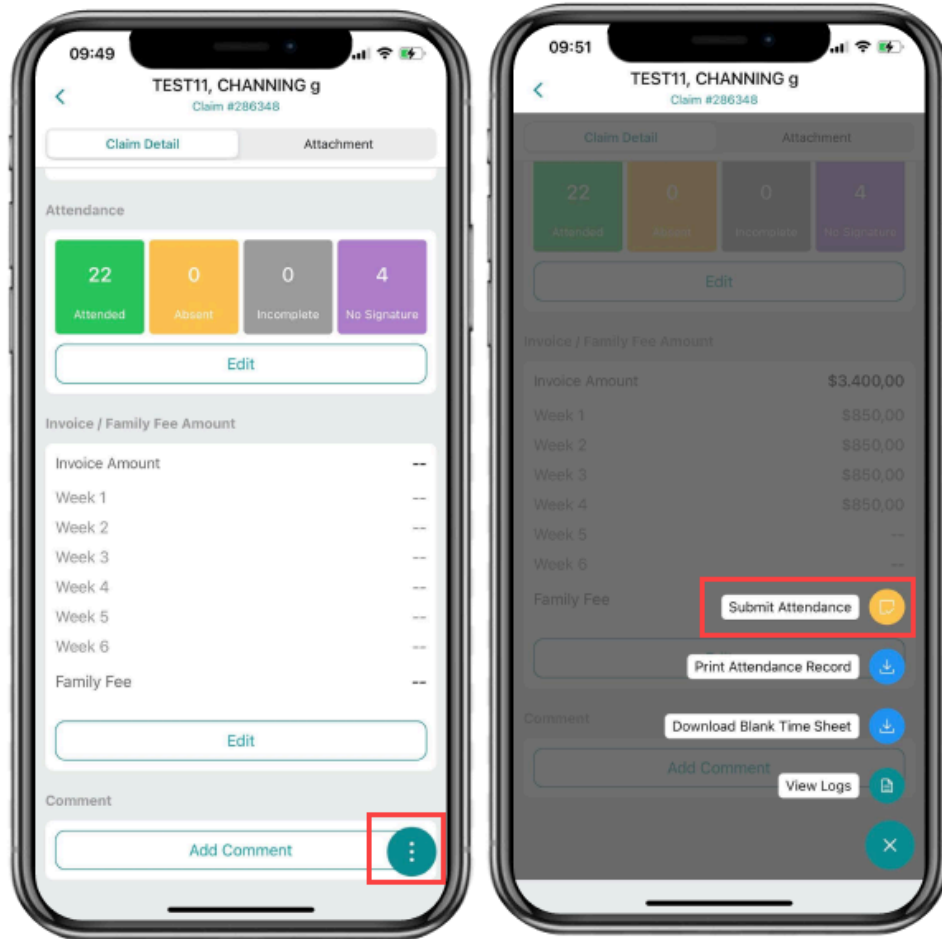 09:49
TEST11, CHANNING g
Claim #286348
Claim Detail
Attachment
Attendance
22
0
0
4
Attended
Absent
Incomplete
No Signature
Edit
Invoice / Family Fee Amount
Invoice Amount --
Week 1 --
Week 2 --
Week 3 --
Week 4 --
Week 5 --
Week 6 --
Family Fee --
Edit
Comment
Add Comment
09:51
TEST11, CHANNING g
Claim #286348
Claim Detail
Attachment
22
0
0
4
Attended
Absent
Incomplete
No Signature
Edit
Invoice / Family Fee Amount
Invoice Amount $3.400,00
Week 1 $850,00
Week 2 $850,00
Week 3 $850,00
Week 4 $850,00
Week 5 --
Week 6 --
Family Fee
Submit Attendance
Print Attendance Record
Comment
Download Blank Time Sheet
Add Comment
View Logs